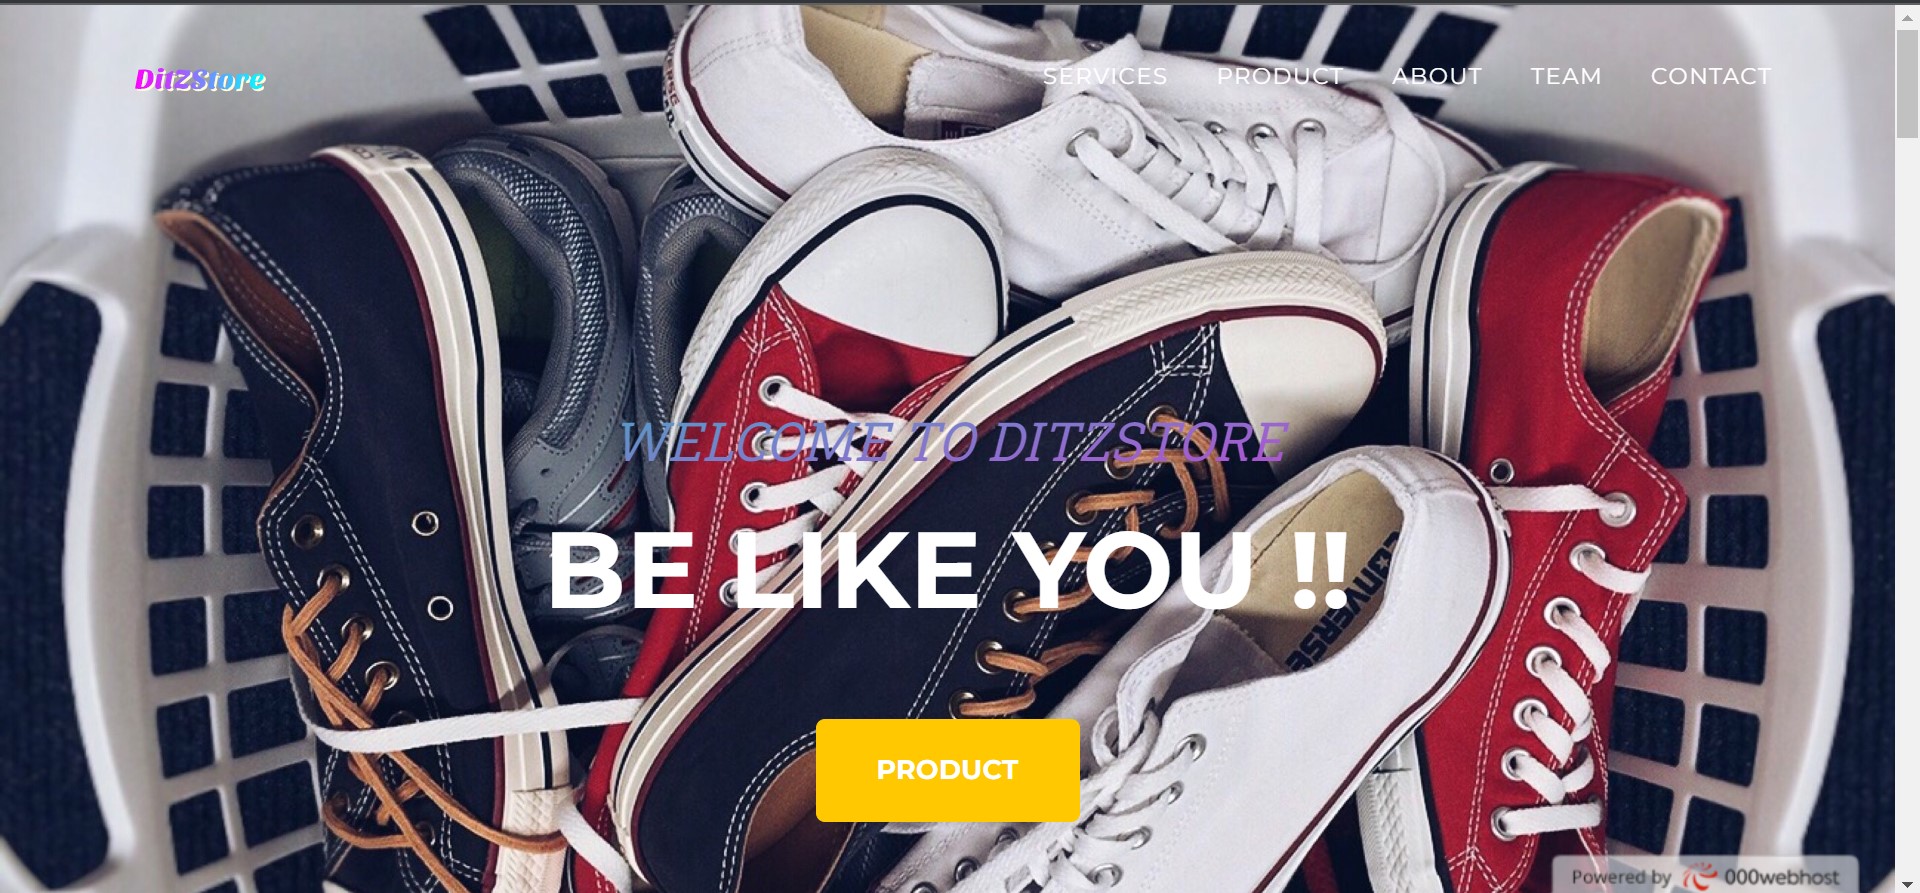 DitZStore
SERVICES PRODUCT ABOUT TEAM CONTACT
WELCOME TO DITZSTORE
BE LIKE YOU !!
CONVERSE
PRODUCT
Powered by 000webhost